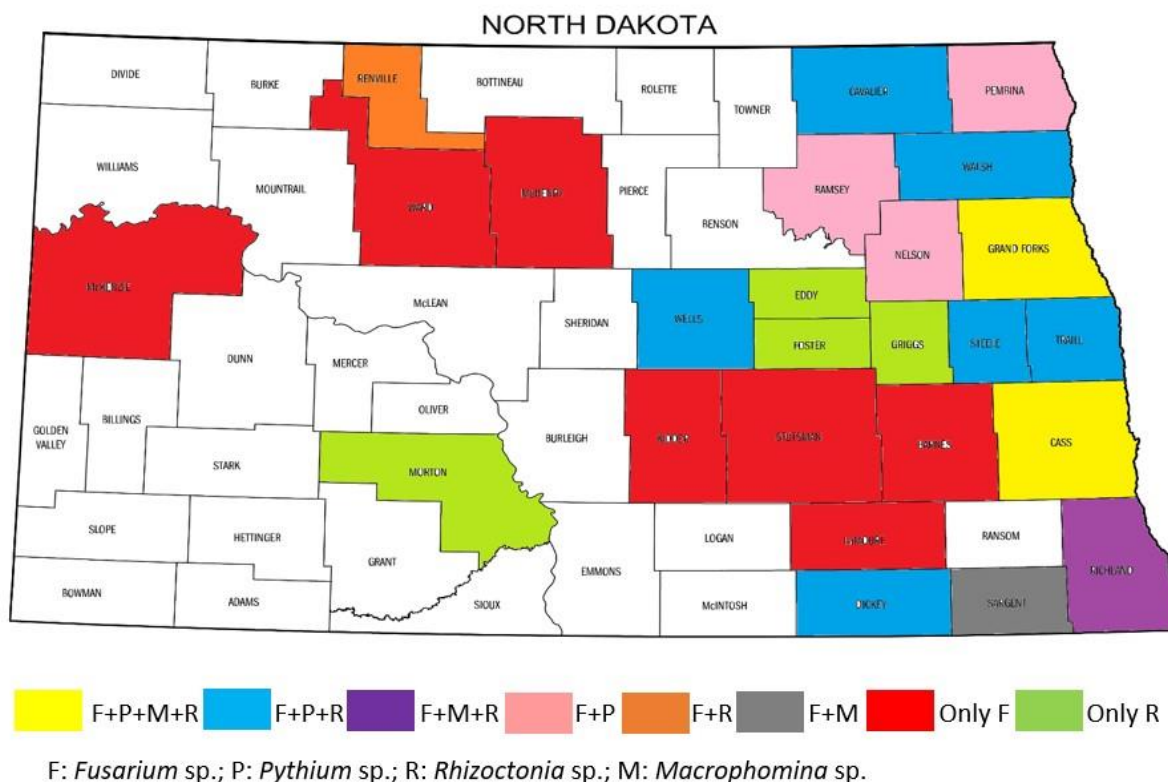 NORTH DAKOTA
DIVIDE
BURKE
RENVILLE
BOTTINEAU
ROLETTE
TOWNER
CAVALIER
PEMBINA
WILLIAMS
MOUNTRAIL
WARD
PIERCE
BENSON
RAMSEY
WALSH
NELSON
GRAND FORKS
McKENZIE
DUNN
McLEAN
MERCER
OLIVER
SHERIDAN
WELLS
EDDY
FOSTER
GRIGGS
STEELE
TRAILL
GOLDEN
VALLEY
BILLINGS
STARK
MORTON
BURLEIGH
KIDDER
STUTSMAN
BARNES
CASS
SLOPE
HETTINGER
GRANT
BOWMAN
ADAMS
SIOUX
EMMONS
LOGAN
McINTOSH
RANSOM
DICKEY
SARGENT
RICHLAND
F+P+M+R F+P+R F+M+R F+P F+R F+M Only F Only R
F: Fusarium sp.; P: Pythium sp.; R: Rhizoctonia sp.; M: Macrophomina sp.